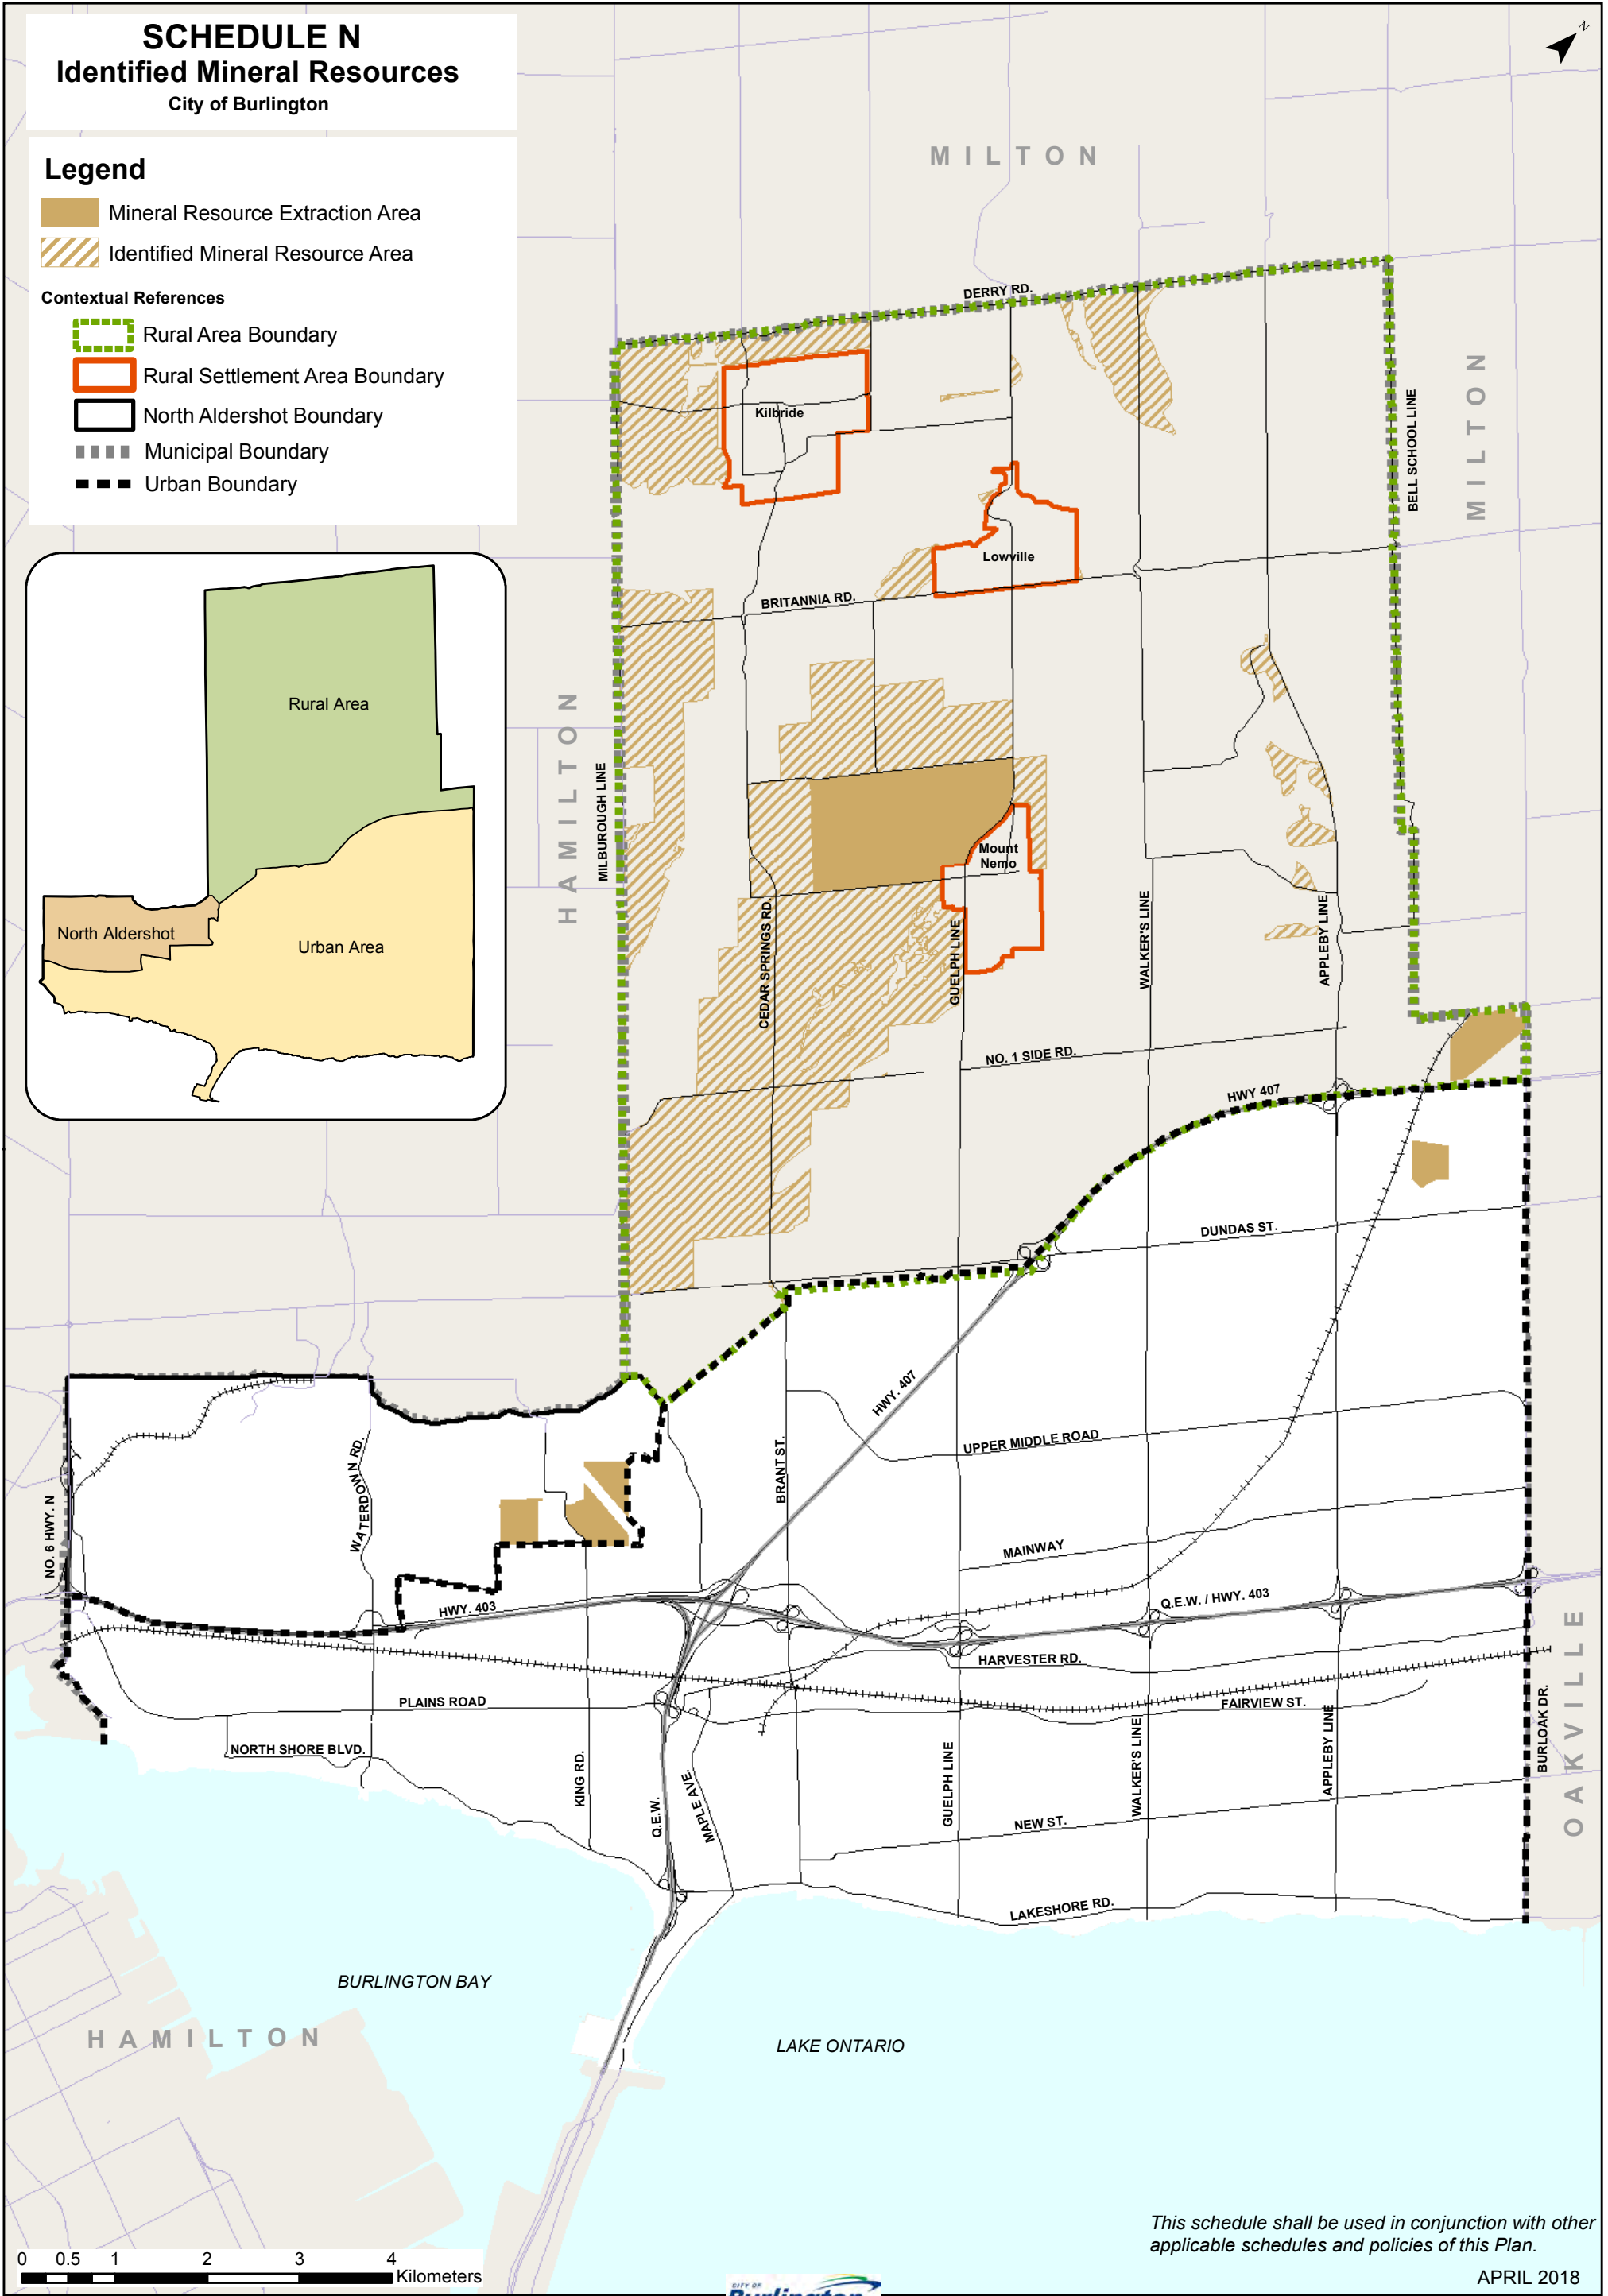 SCHEDULE N
Identified Mineral Resources
City of Burlington
N
Legend
Mineral Resource Extraction Area
Identified Mineral Resource Area
Contextual References
Rural Area Boundary
Rural Settlement Area Boundary
North Aldershot Boundary
Municipal Boundary
Urban Boundary
Rural Area
North Aldershot
Urban Area
MILTON
DERRY RD.
Kilbride
BELL SCHOOL LINE
MILTON
Lowville
BRITANNIA RD.
HAMILTON
MILBOROUGH LINE
Mount
Nemo
CEDAR SPRINGS RD.
GUELPH LINE
WALKER'S LINE
APPLEBY LINE
NO. 1 SIDE RD.
HWY 407
DUNDAS ST.
HWY. 407
UPPER MIDDLE ROAD
BRANT ST.
WATERDOWN RD.
NO. 6 HWY. N
MAINWAY
HWY. 403
Q.E.W. / HWY. 403
HARVESTER RD.
PLAINS ROAD
FAIRVIEW ST.
NORTH SHORE BLVD.
KING RD.
Q.E.W.
MAPLE AVE.
GUELPH LINE
WALKER'S LINE
APPLEBY LINE
BURLOAK DR.
OAKVILLE
NEW ST.
LAKESHORE RD.
BURLINGTON BAY
HAMILTON
LAKE ONTARIO
This schedule shall be used in conjunction with other
applicable schedules and policies of this Plan.
0 0.5 1 2 3 4
Kilometers
CITY OF
Burlington
APRIL 2018